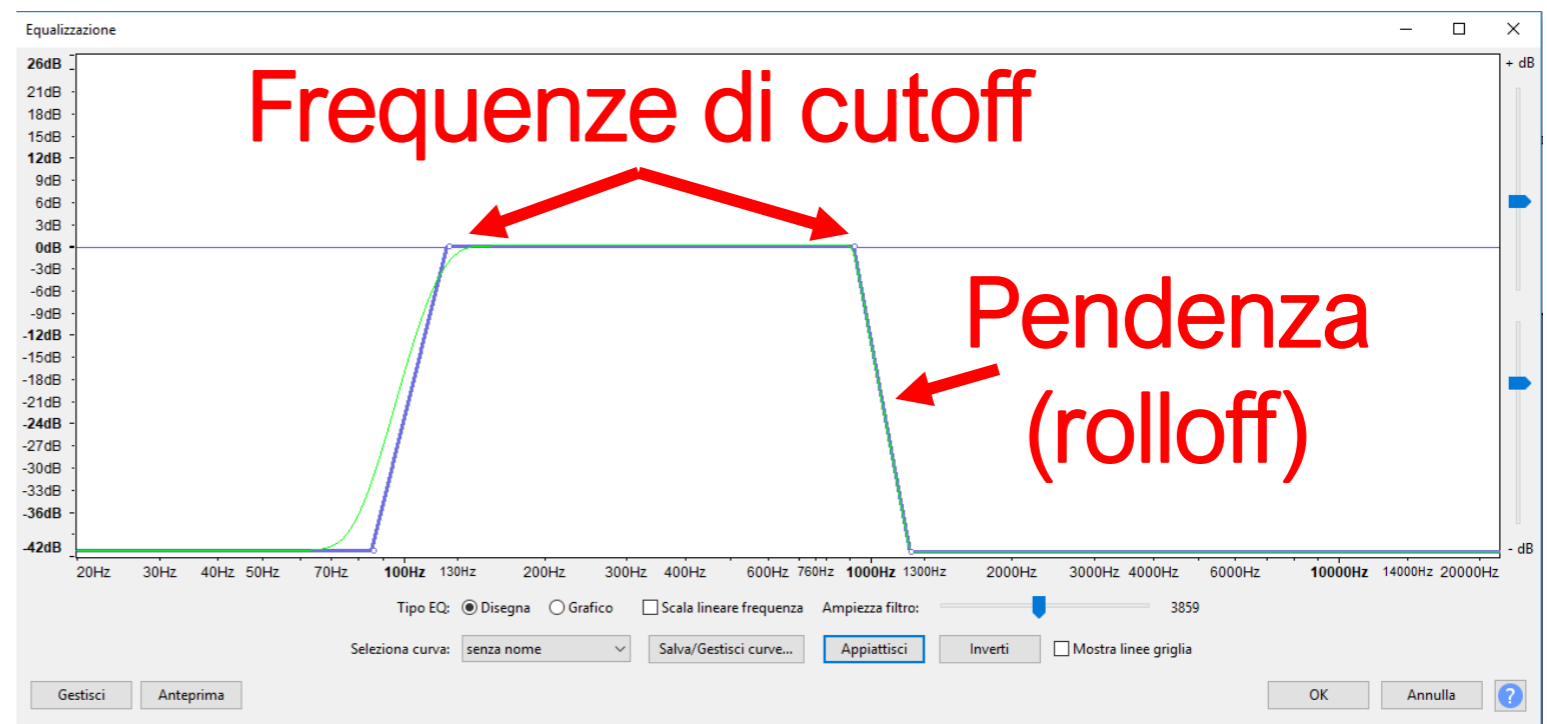 Equalizzazione
Frequenze di cutoff
Pendenza
(rolloff)
26dB
21dB
18dB
15dB
12dB
9dB
6dB
3dB
0dB
-3dB
-6dB
-9dB
-12dB
-15dB
-18dB
-21dB
-24dB
-27dB
-30dB
-33dB
-36dB
-42dB
+ dB
- dB
20Hz 30Hz 40Hz 50Hz 70Hz 100Hz 130Hz 200Hz 300Hz 400Hz 600Hz 760Hz 1000Hz 1300Hz 2000Hz 3000Hz 4000Hz 6000Hz 10000Hz 14000Hz 20000Hz
Tipo EQ: Disegna Grafico Scala lineare frequenza Ampiezza filtro: 3859
Seleziona curva: senza nome Salva/Gestisci curve... Appiattisci Inverti Mostra linee griglia
Gestisci Anteprima OK Annulla ?